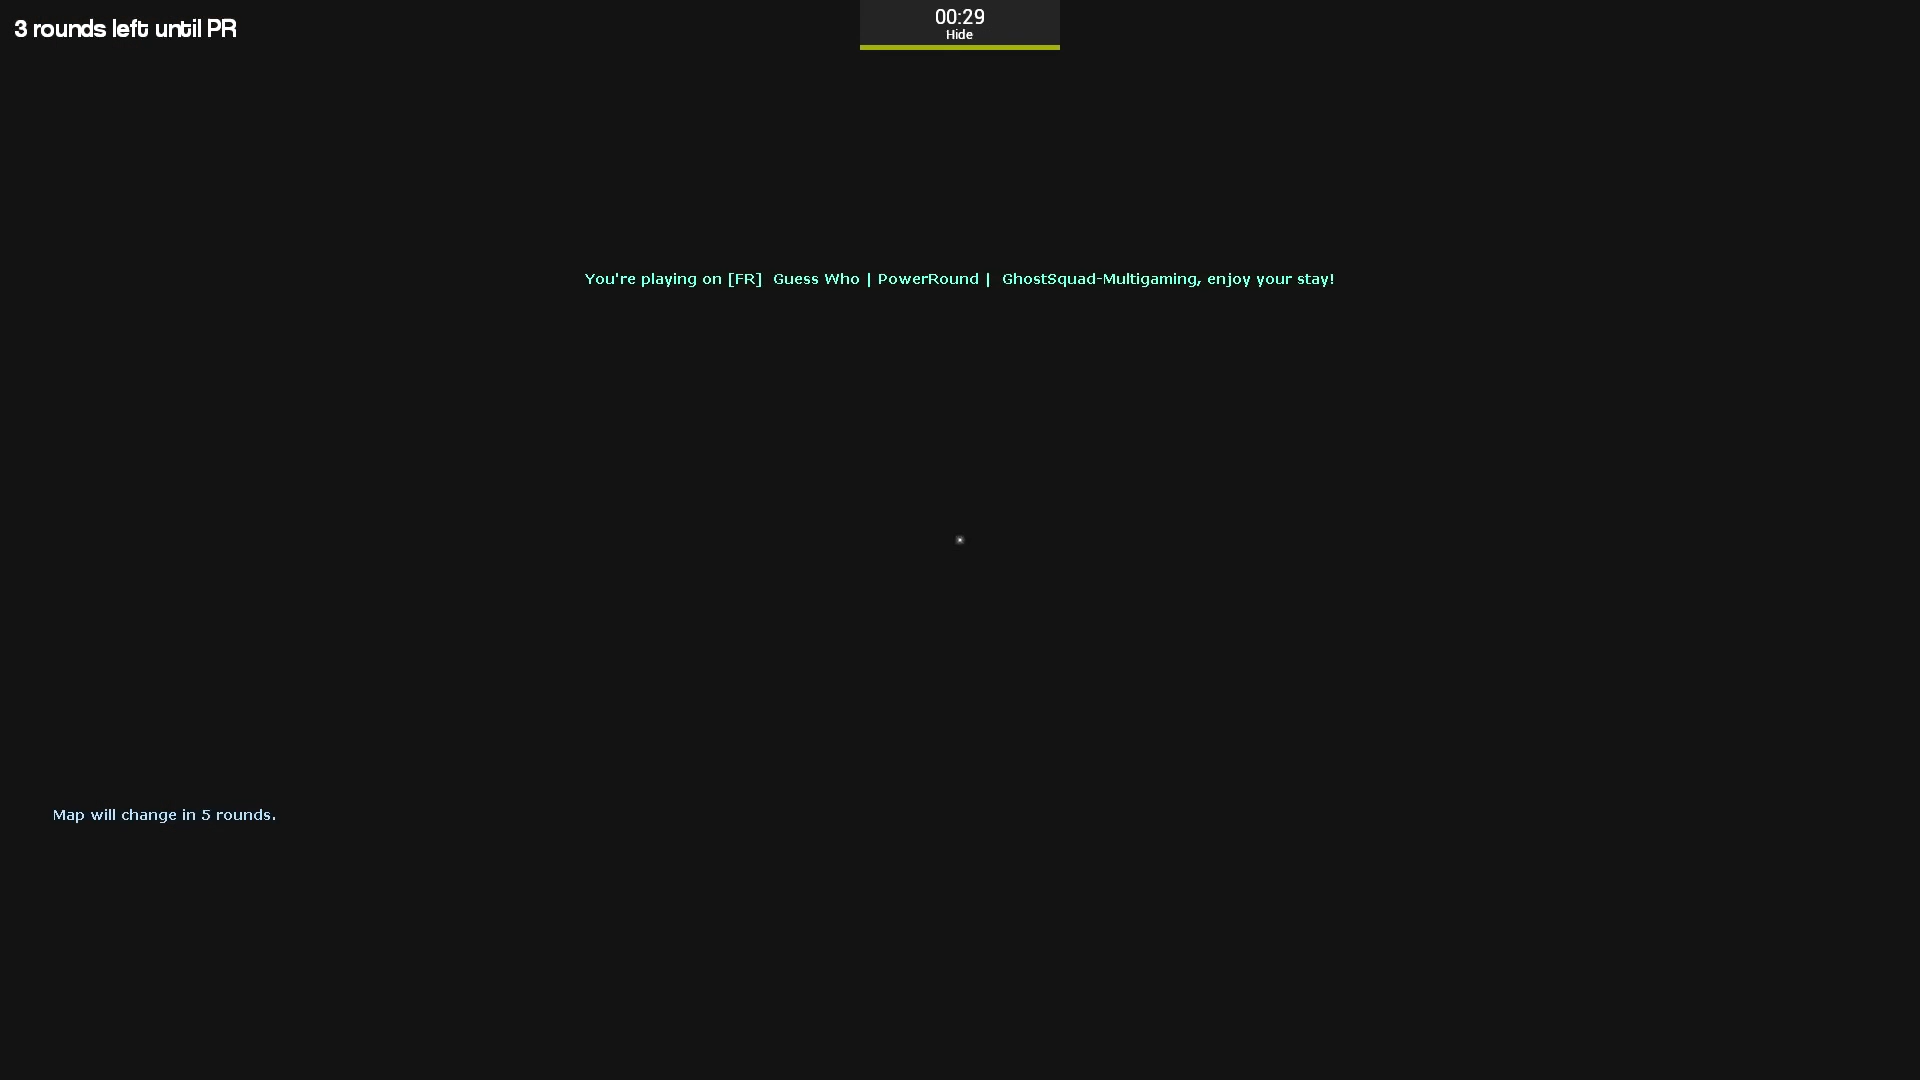 3 rounds left until PR
00:29
Hide
You're playing on [FR]  Guess Who | PowerRound |  GhostSquad-Multigaming, enjoy your stay!
Map will change in 5 rounds.